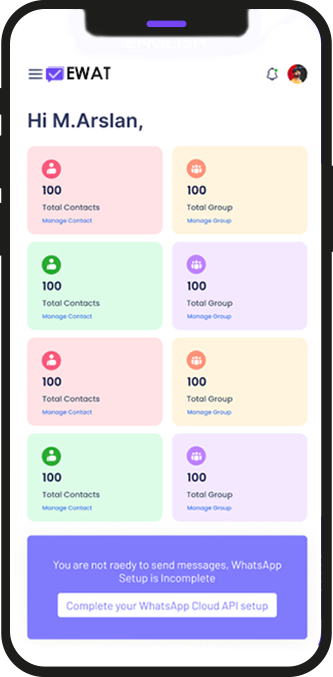 ENGLISH
EWAT
Hi M.Arslan,
100
Total Contacts
Manage Contact
100
Total Group
Manage Group
100
Total Contacts
Manage Contact
100
Total Group
Manage Group
100
Total Contacts
Manage Contact
100
Total Group
Manage Group
100
Total Contacts
Manage Contact
100
Total Group
Manage Group
You are not raedy to send messages, WhatsApp
Setup is Incomplete
Complete your WhatsApp Cloud API setup